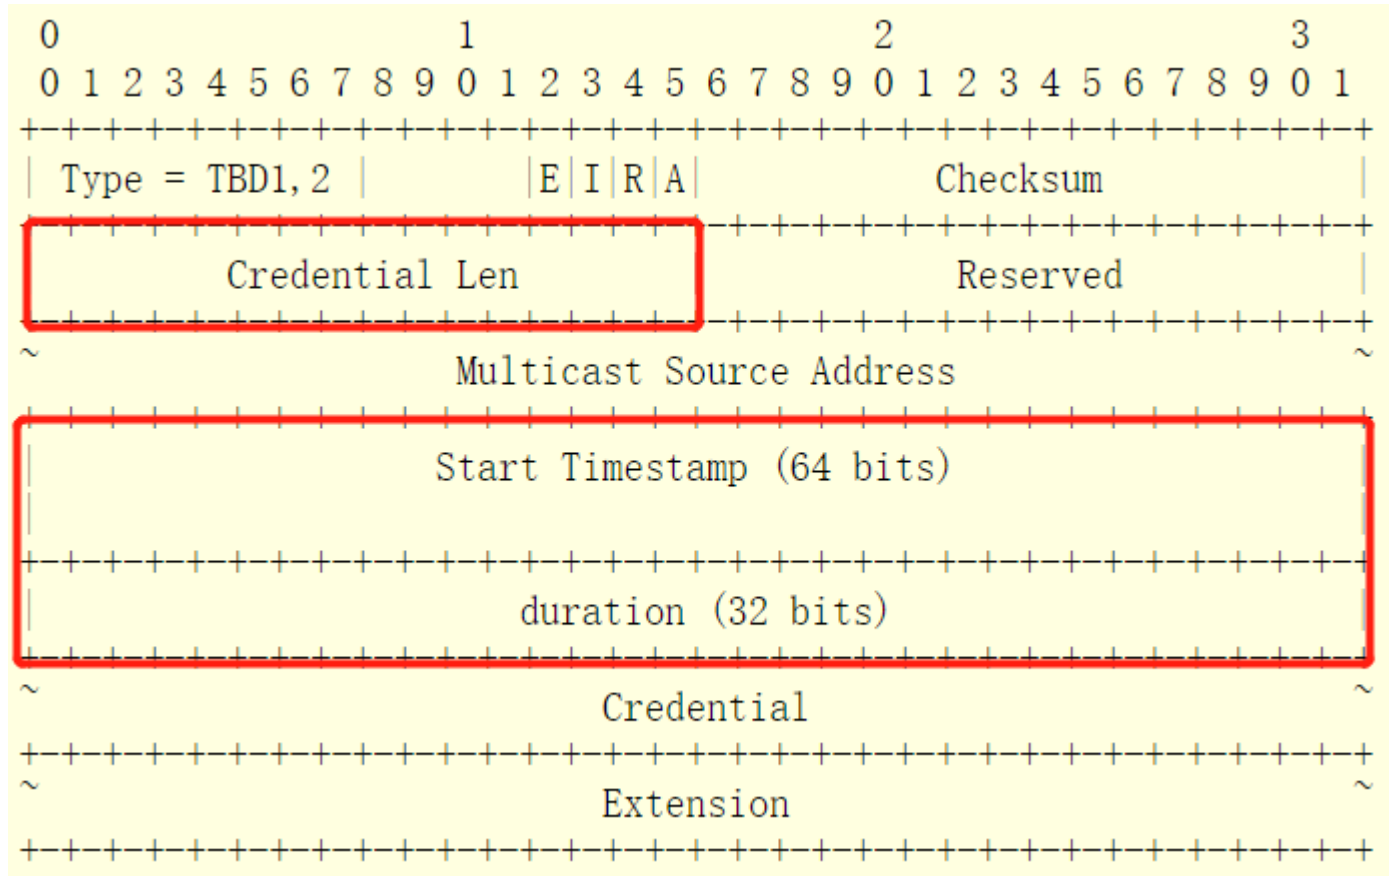 0 1 2 3
0 1 2 3 4 5 6 7 8 9 0 1 2 3 4 5 6 7 8 9 0 1 2 3 4 5 6 7 8 9 0 1
+-+-+-+-+-+-+-+-+-+-+-+-+-+-+-+-+-+-+-+-+-+-+-+-+-+-+-+-+-+-+-+-+
| Type = TBD1,2 | |E|I|R|A| Checksum |
+-+-+-+-+-+-+-+-+-+-+-+-+-+-+-+-+-+-+-+-+-+-+-+-+-+-+-+-+-+-+-+-+
Credential Len Reserved |
+-+-+-+-+-+-+-+-+-+-+-+-+-+-+-+-+-+-+-+-+-+-+-+-+-+-+-+-+-+-+-+-+
~ Multicast Source Address ~
+-+-+-+-+-+-+-+-+-+-+-+-+-+-+-+-+-+-+-+-+-+-+-+-+-+-+-+-+-+-+-+-+
| Start Timestamp (64 bits) |
| |
+-+-+-+-+-+-+-+-+-+-+-+-+-+-+-+-+-+-+-+-+-+-+-+-+-+-+-+-+-+-+-+-+
| duration (32 bits) |
+-+-+-+-+-+-+-+-+-+-+-+-+-+-+-+-+-+-+-+-+-+-+-+-+-+-+-+-+-+-+-+-+
~ Credential ~
+-+-+-+-+-+-+-+-+-+-+-+-+-+-+-+-+-+-+-+-+-+-+-+-+-+-+-+-+-+-+-+-+
~ Extension ~
+-+-+-+-+-+-+-+-+-+-+-+-+-+-+-+-+-+-+-+-+-+-+-+-+-+-+-+-+-+-+-+-+